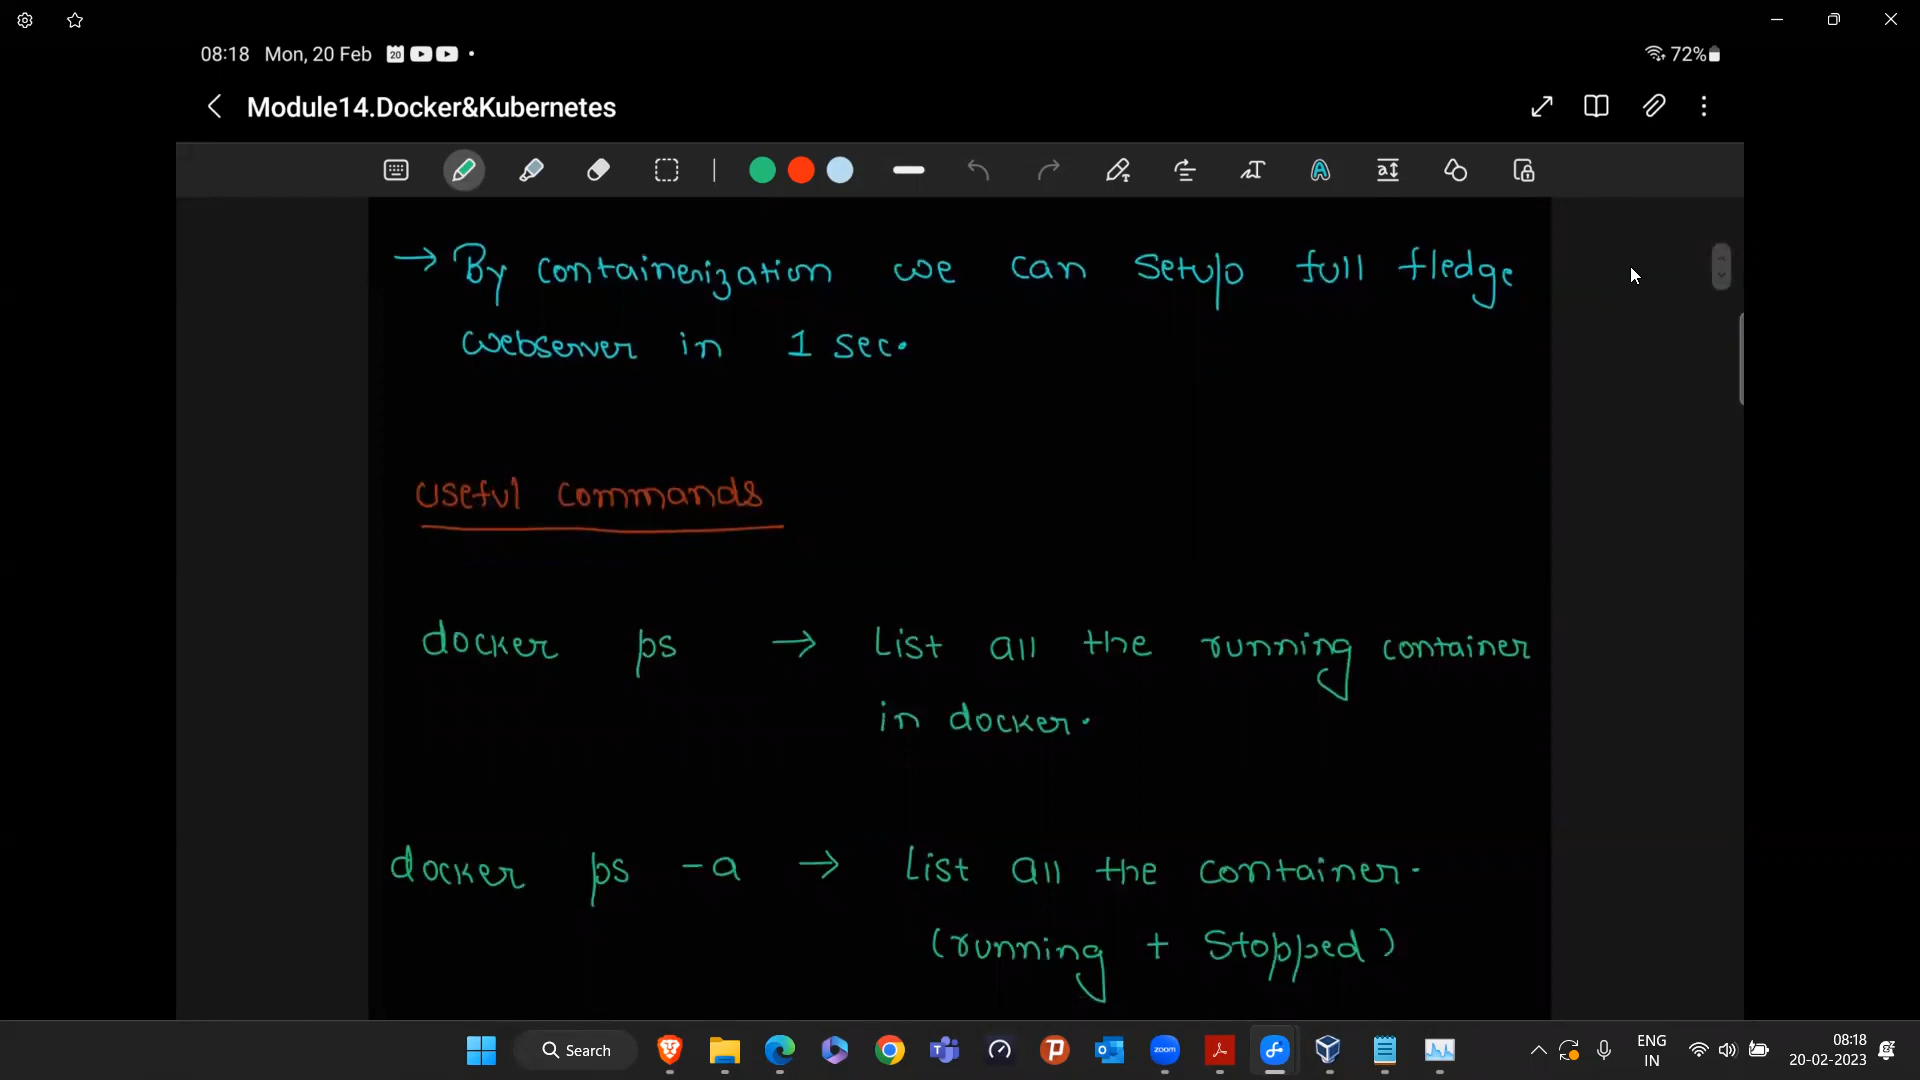 08:18 Mon, 20 Feb 20 72%
Module14.Docker&Kubernetes
→ By containerization we can setup full fledge
webserver in 1 sec.
useful commands
docker ps → List all the running container
in docker.
docker ps -a → List all the container.
(running + Stopped)
Search
zoom
ENG
IN
08:18
20-02-2023